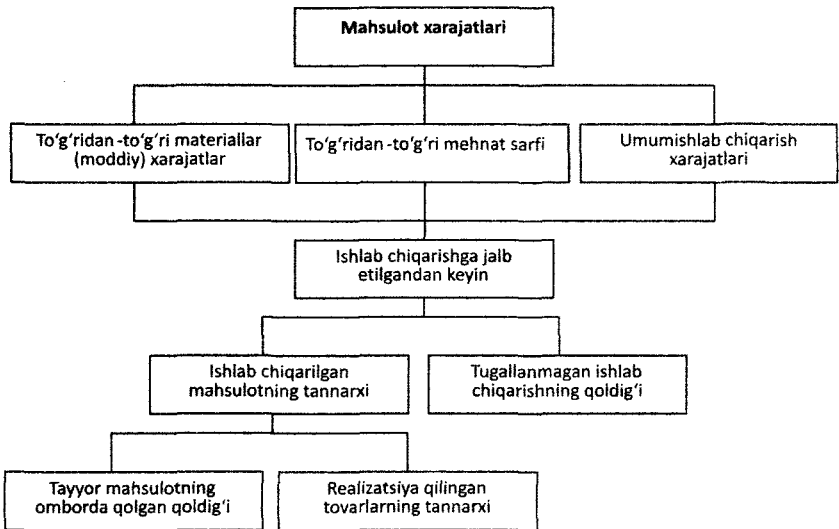 Mahsulot xarajatlari
To‘g‘ridan-to‘g‘ri materiallar
(moddiy) xarajatlar
To‘g‘ridan-to‘g‘ri mehnat sarfi
Umumishlab chiqarish
xarajatlari
Ishlab chiqarishga jalb
etilgandan keyin
Ishlab chiqarilgan
mahsulotning tannarxi
Tugallanmagan ishlab
chiqarishning qoldig‘i
Tayyor mahsulotning
omborda qolgan qoldig‘i
Realizatsiya qilingan
tovarlarning tannarxi